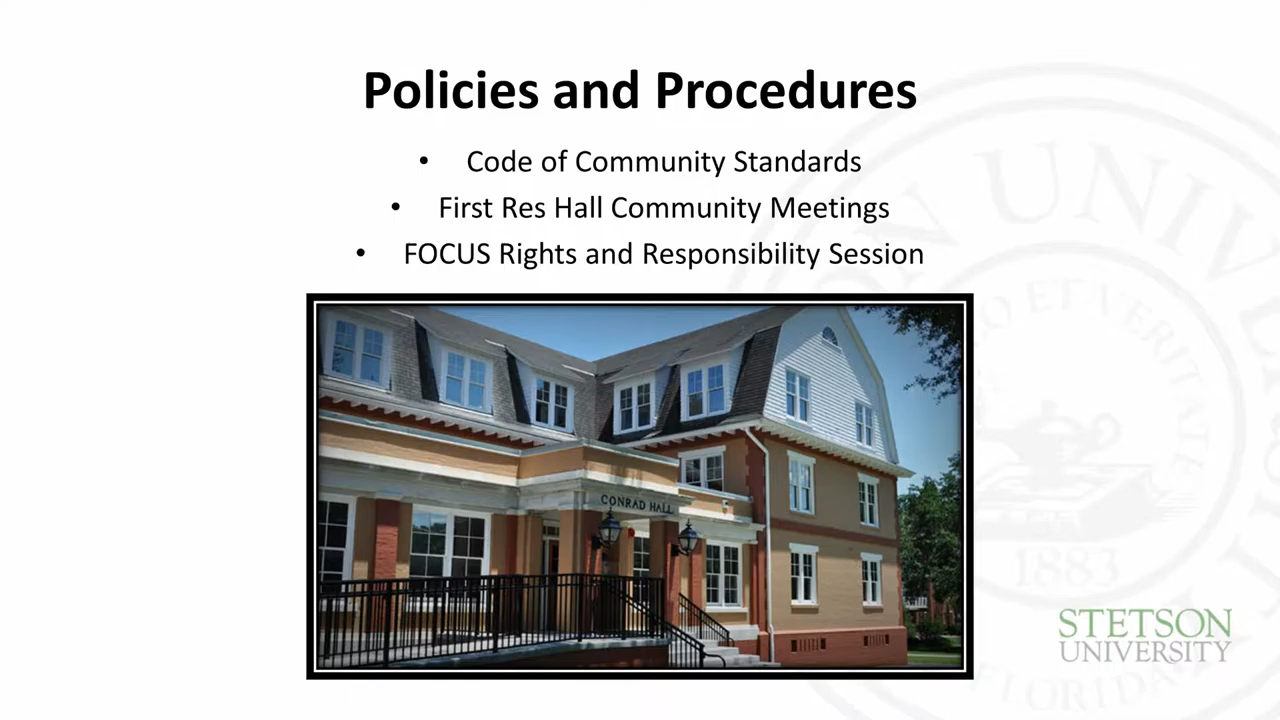 Policies and Procedures
• Code of Community Standards
• First Res Hall Community Meetings
• FOCUS Rights and Responsibility Session
CONRAD HALL
STETSON
UNIVERSITY
1883